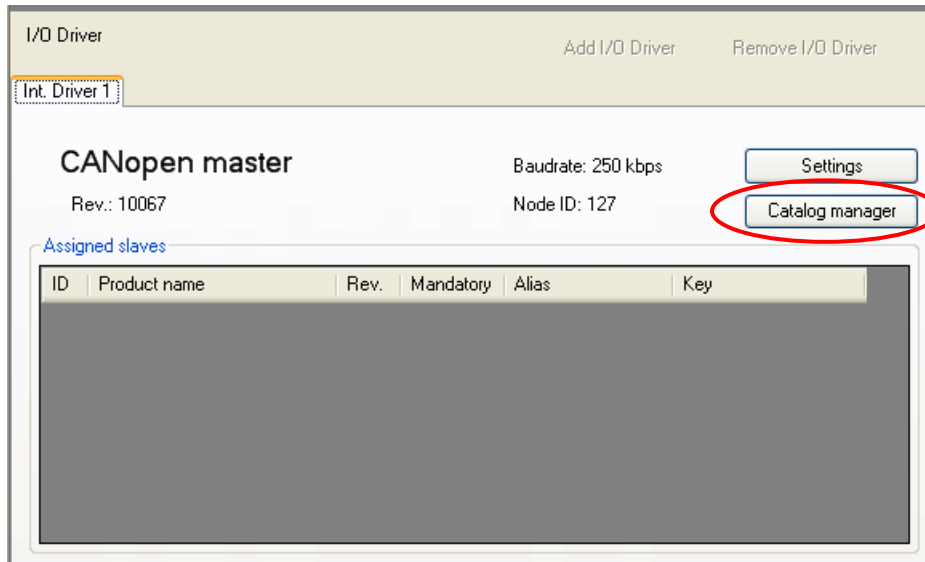 I/O Driver
Add I/O Driver Remove I/O Driver
Int. Driver 1
CANopen master
Baudrate: 250 kbps
Settings
Rev.: 10067
Node ID: 127
Catalog manager
Assigned slaves
ID Product name Rev. Mandatory Alias Key